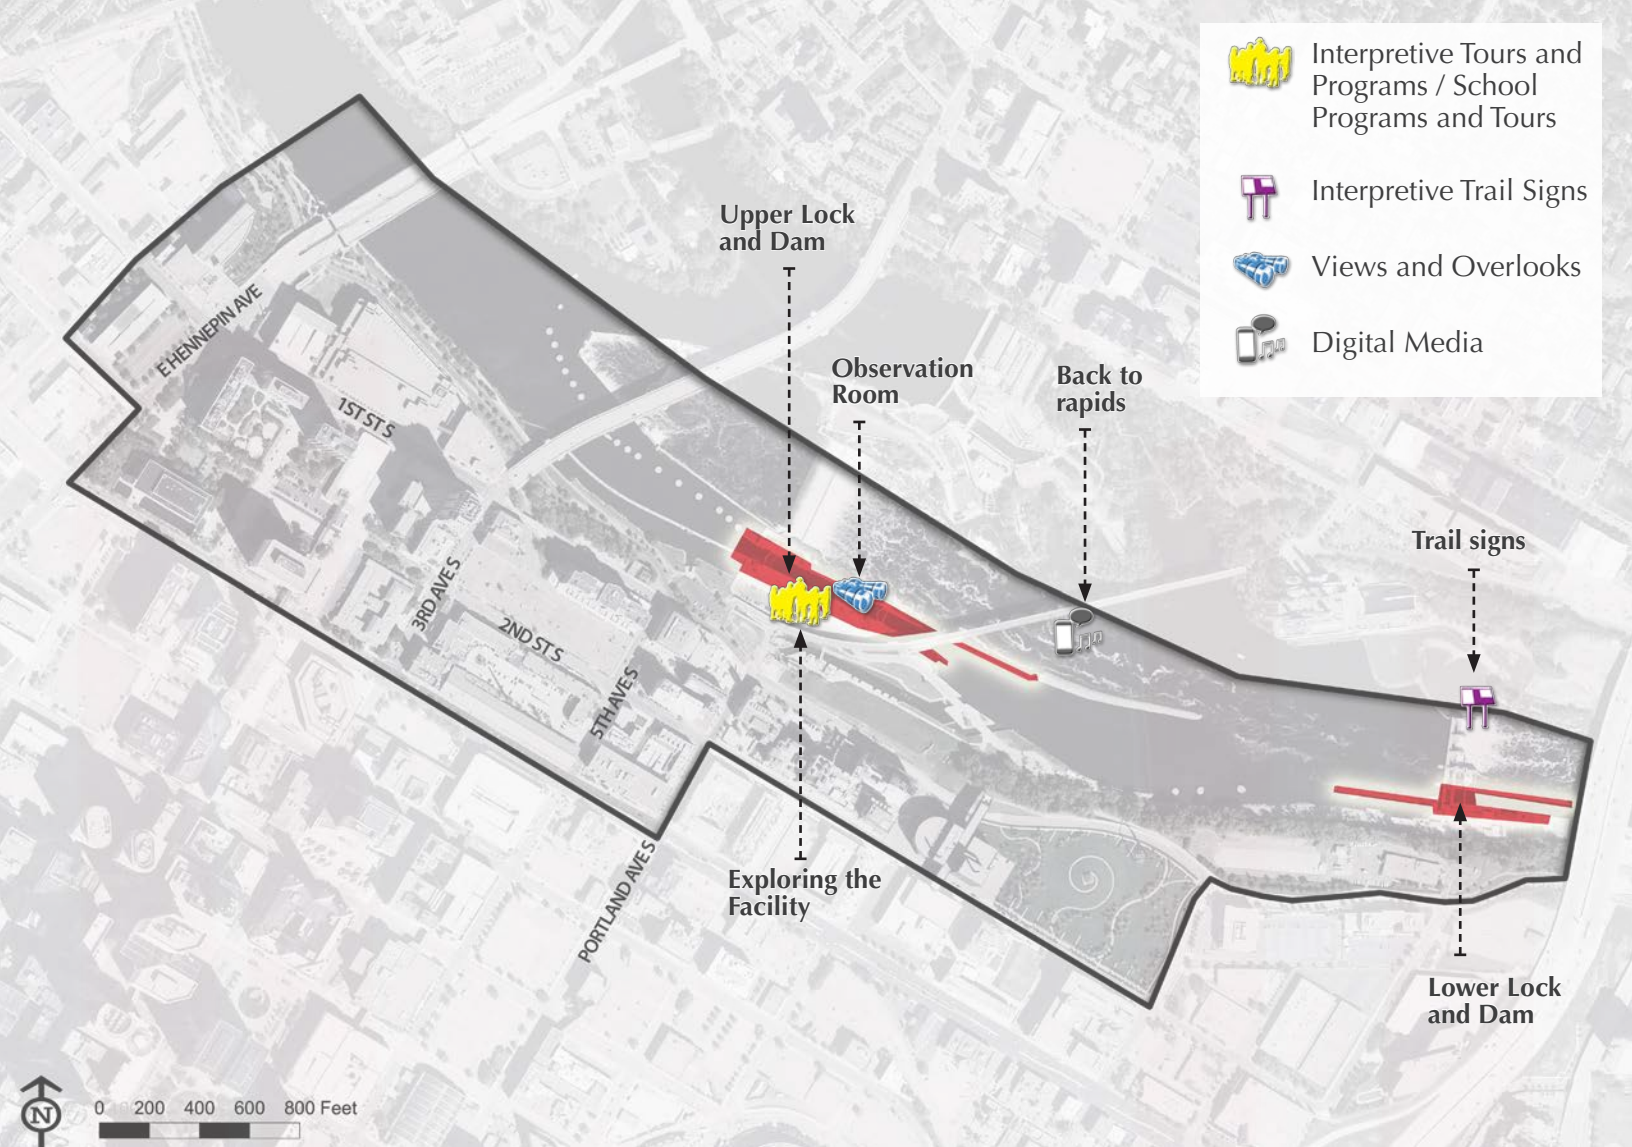 Interpretive Tours and
Programs / School
Programs and Tours
Interpretive Trail Signs
Views and Overlooks
Digital Media
Upper Lock
and Dam
Observation
Room
Back to
rapids
Trail signs
E HENNEPIN AVE
1ST ST S
3RD AVE S
2ND ST S
5TH AVE S
PORTLAND AVE S
Exploring the
Facility
Lower Lock
and Dam
N
0 200 400 600 800 Feet